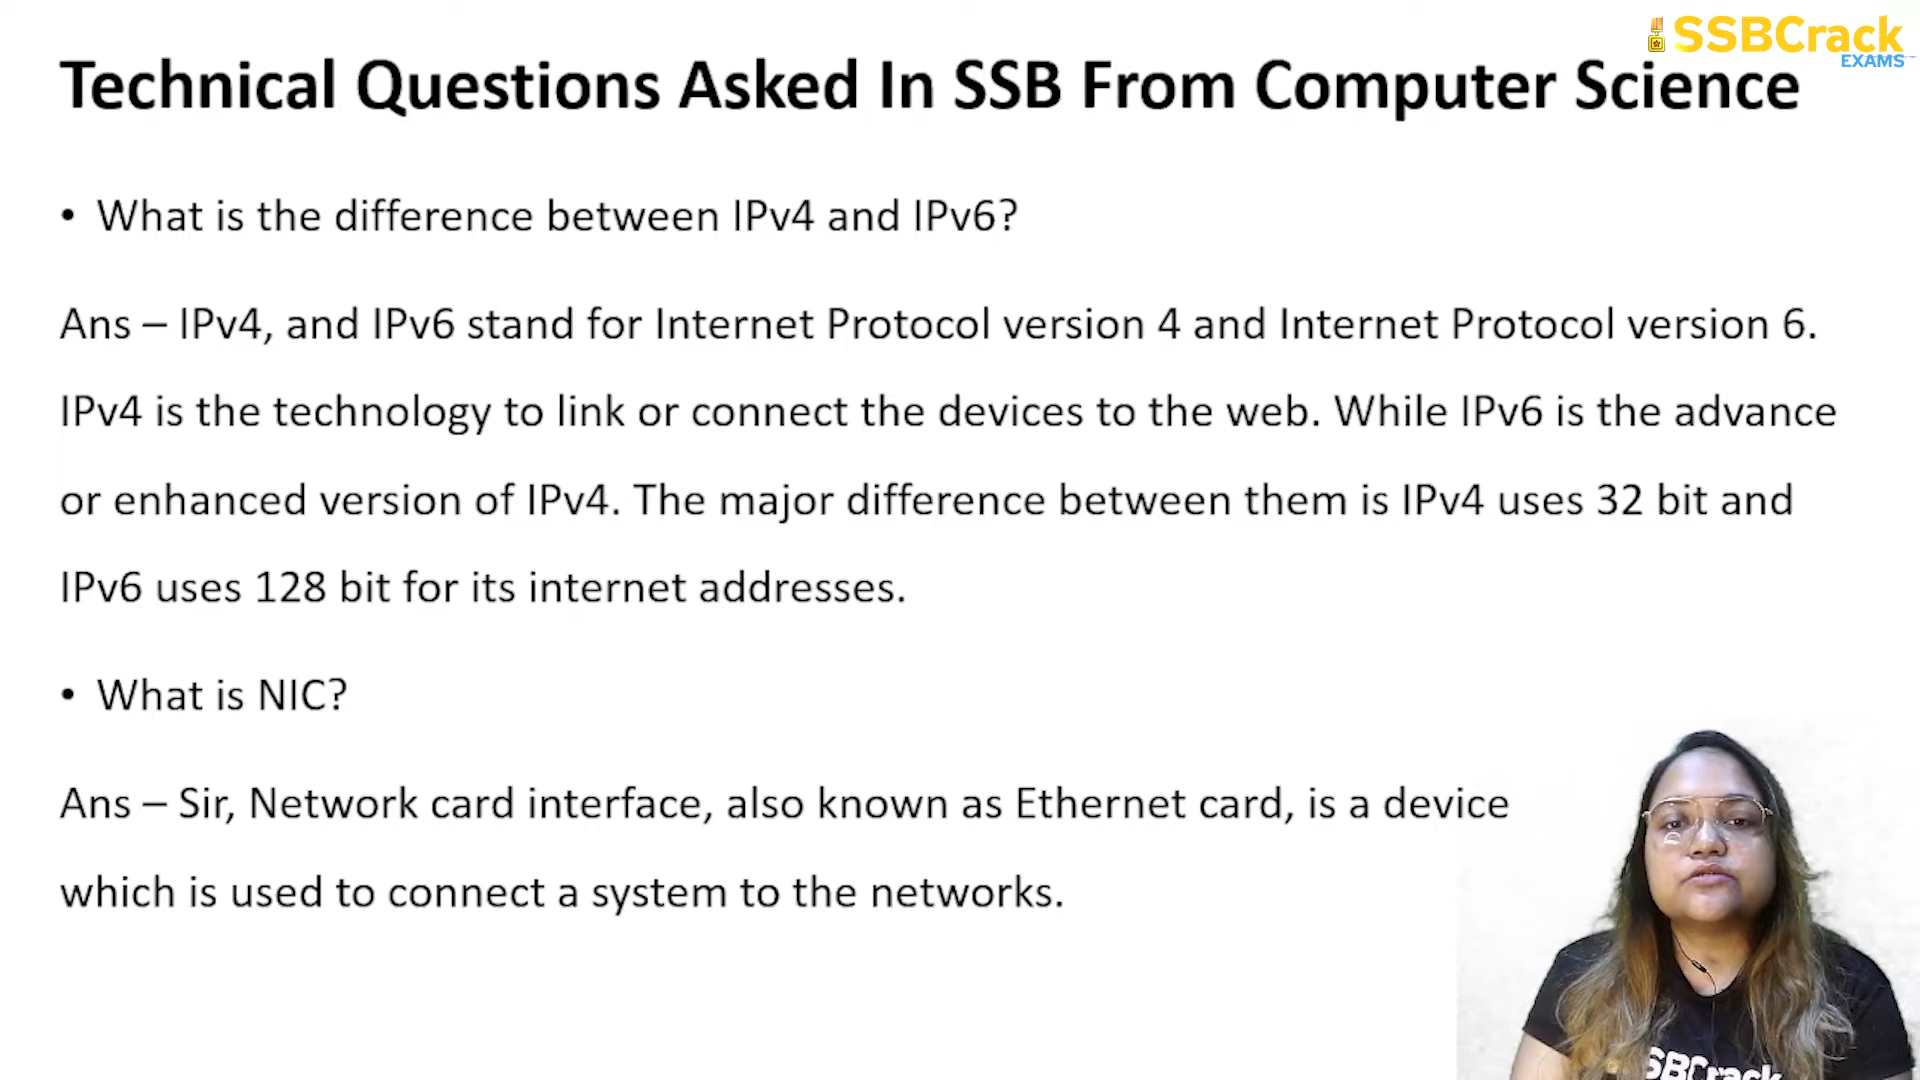 SSBCrack
EXAMS
Technical Questions Asked In SSB From Computer Science
• What is the difference between IPv4 and IPv6?
Ans – IPv4, and IPv6 stand for Internet Protocol version 4 and Internet Protocol version 6.
IPv4 is the technology to link or connect the devices to the web. While IPv6 is the advance
or enhanced version of IPv4. The major difference between them is IPv4 uses 32 bit and
IPv6 uses 128 bit for its internet addresses.
• What is NIC?
Ans – Sir, Network card interface, also known as Ethernet card, is a device
which is used to connect a system to the networks.
SBCrack